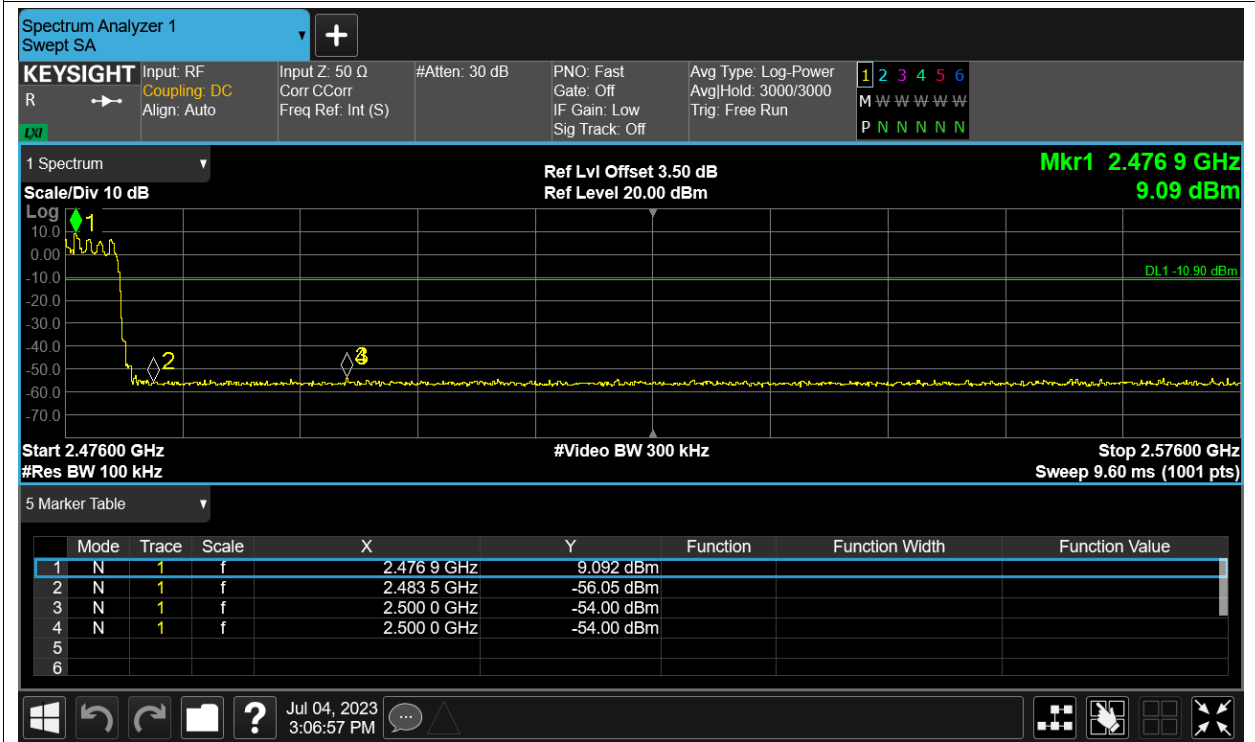 Spectrum Analyzer 1
Swept SA
KEYSIGHT Input: RF Input Z: 50 Ω #Atten: 30 dB PNO: Fast Avg Type: Log-Power 1 2 3 4 5 6
R Coupling: DC Corr CCorr Gate: Off Avg|Hold: 3000/3000 M W W W W W
Align: Auto Freq Ref: Int (S) IF Gain: Low Trig: Free Run
LXI Sig Track: Off P N N N N N
1 Spectrum Ref Lvl Offset 3.50 dB Mkr1 2.476 9 GHz
Scale/Div 10 dB Ref Level 20.00 dBm 9.09 dBm
Log
1
10.0
0.00
DL1 -10.90 dBm
-10.0
-20.0
-30.0
-40.0
2
-50.0
-60.0
-70.0
Start 2.47600 GHz #Video BW 300 kHz Stop 2.57600 GHz
#Res BW 100 kHz Sweep 9.60 ms (1001 pts)
5 Marker Table
Mode Trace Scale X Y Function Function Width Function Value
1 N 1 f 2.476 9 GHz 9.092 dBm
2 N 1 f 2.483 5 GHz -56.05 dBm
3 N 1 f 2.500 0 GHz -54.00 dBm
4 N 1 f 2.500 0 GHz -54.00 dBm
5
6
? Jul 04, 2023
3:06:57 PM